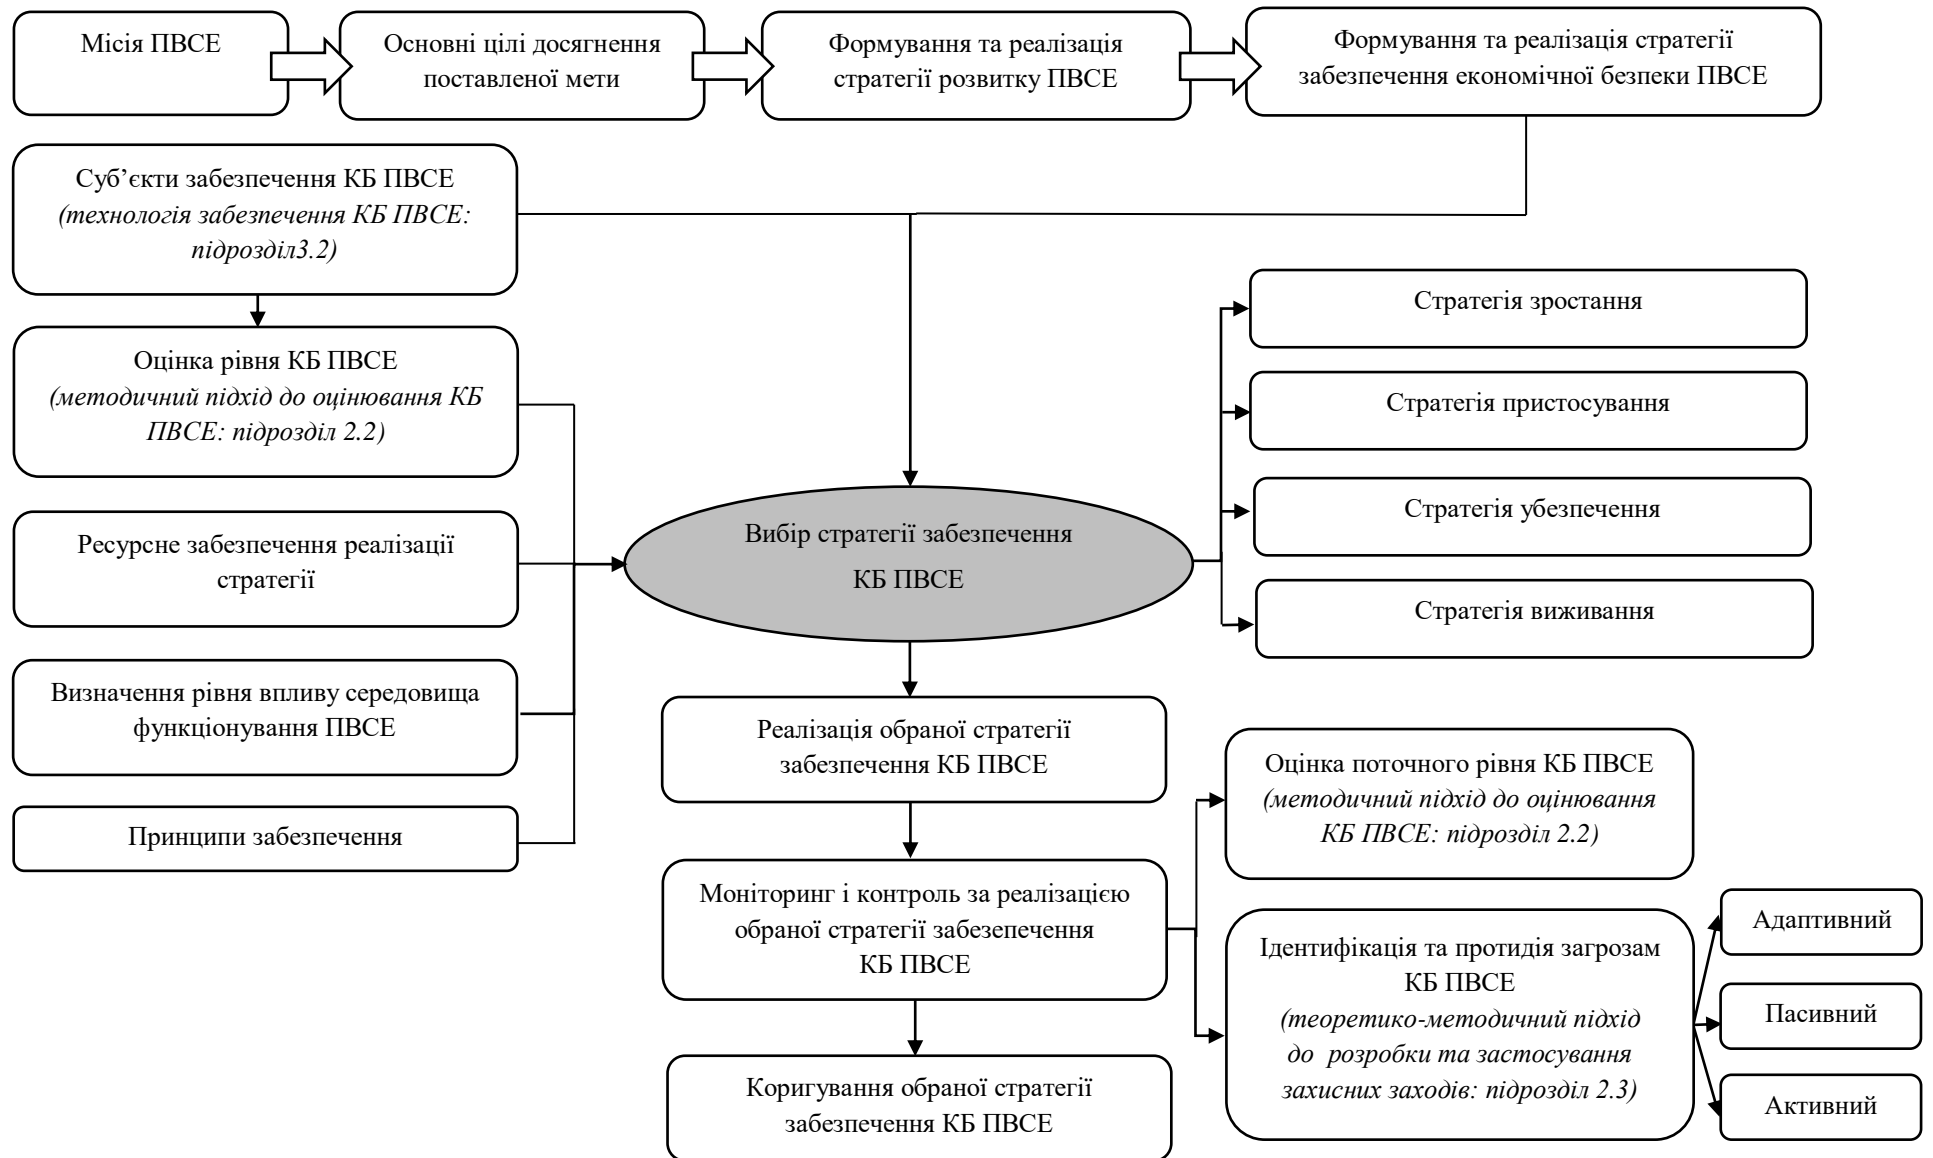 Місія ПВСЕ
Основні цілі досягнення
поставленої мети
Формування та реалізація
стратегії розвитку ПВСЕ
Формування та реалізація стратегії
забезпечення економічної безпеки ПВСЕ
Суб’єкти забезпечення КБ ПВСЕ
(технологія забезпечення КБ ПВСЕ:
підрозділ3.2)
Оцінка рівня КБ ПВСЕ
(методичний підхід до оцінювання КБ
ПВСЕ: підрозділ 2.2)
Ресурсне забезпечення реалізації
стратегії
Визначення рівня впливу середовища
функціонування ПВСЕ
Принципи забезпечення
Вибір стратегії забезпечення
КБ ПВСЕ
Стратегія зростання
Стратегія пристосування
Стратегія убезпечення
Стратегія виживання
Реалізація обраної стратегії
забезпечення КБ ПВСЕ
Моніторинг і контроль за реалізацією
обраної стратегії забезепечення
КБ ПВСЕ
Коригування обраної стратегії
забезпечення КБ ПВСЕ
Оцінка поточного рівня КБ ПВСЕ
(методичний підхід до оцінювання
КБ ПВСЕ: підрозділ 2.2)
Ідентифікація та протидія загрозам
КБ ПВСЕ
(теоретико-методичний підхід
до розробки та застосування
захисних заходів: підрозділ 2.3)
Адаптивний
Пасивний
Активний